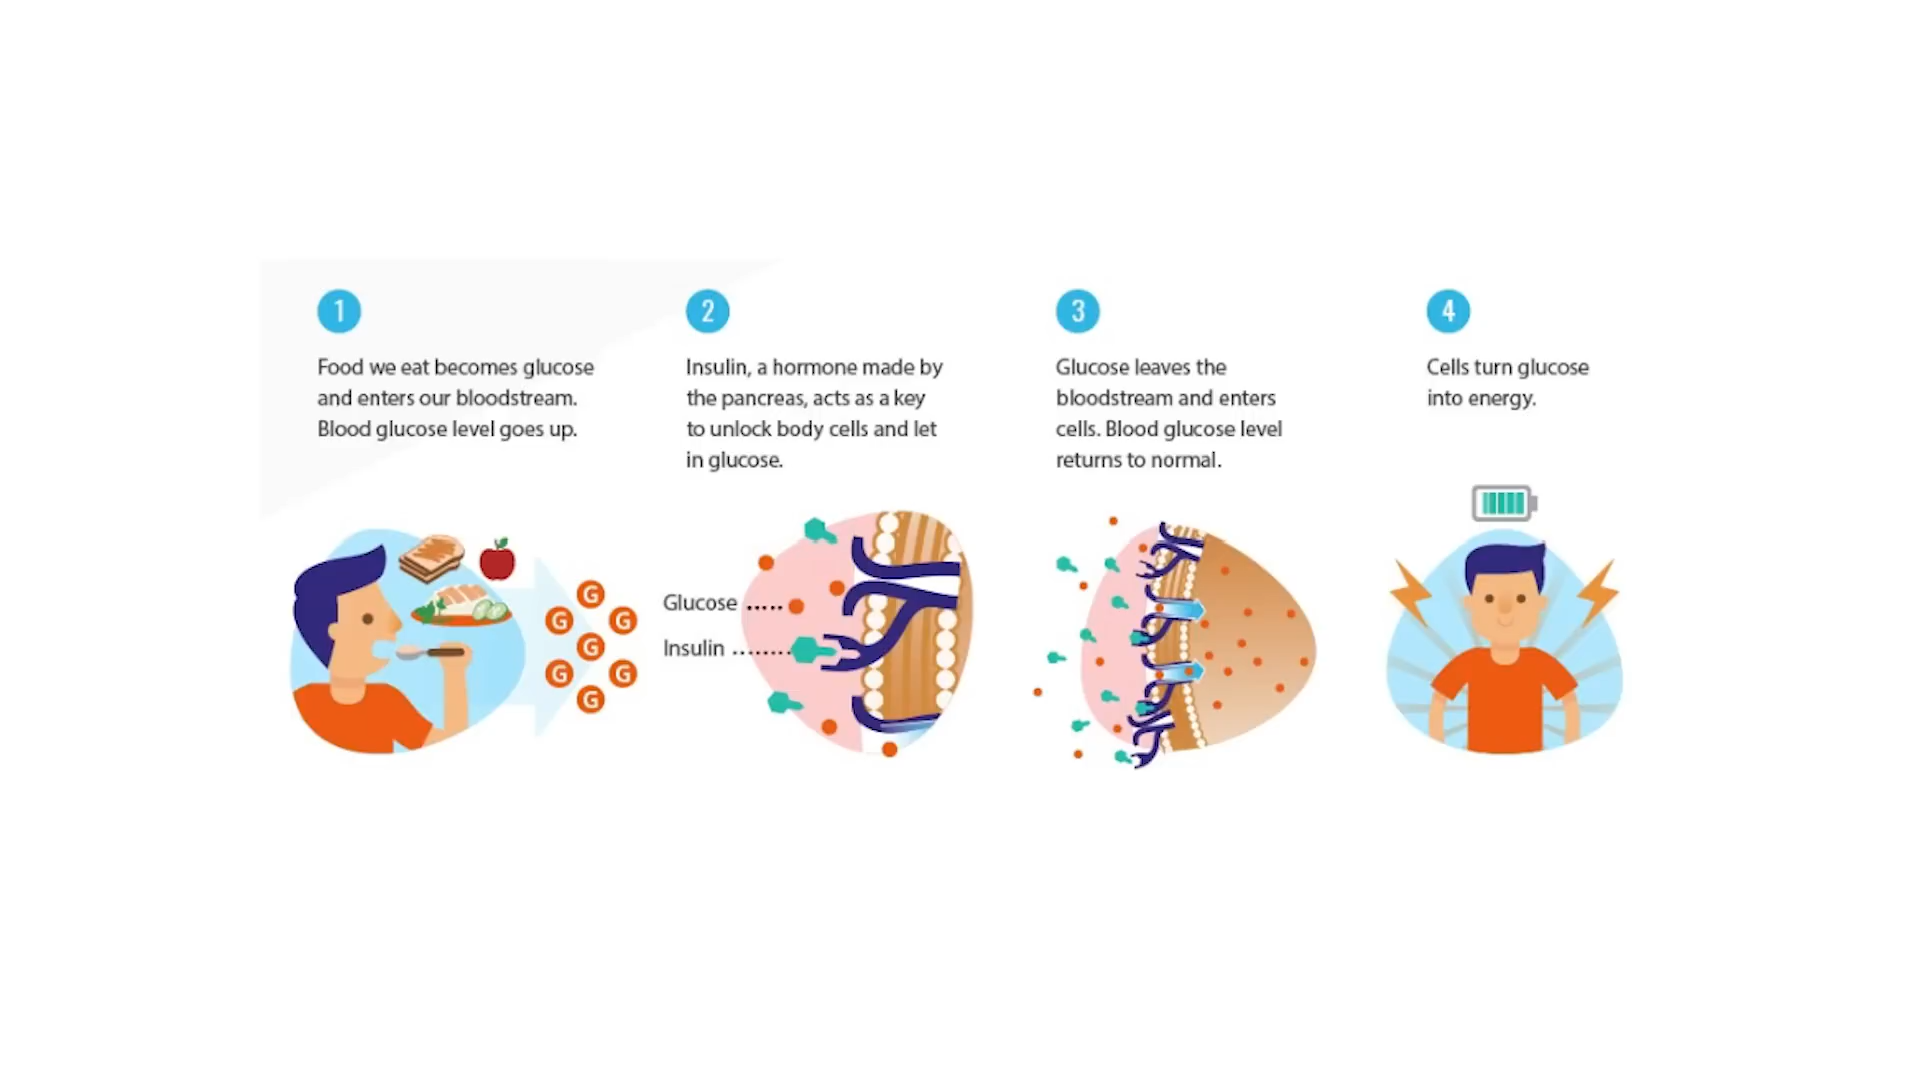 1
Food we eat becomes glucose
and enters our bloodstream.
Blood glucose level goes up.
G
G
G
G
G
G
G
2
Insulin, a hormone made by
the pancreas, acts as a key
to unlock body cells and let
in glucose.
Glucose .....
Insulin ........
3
Glucose leaves the
bloodstream and enters
cells. Blood glucose level
returns to normal.
4
Cells turn glucose
into energy.